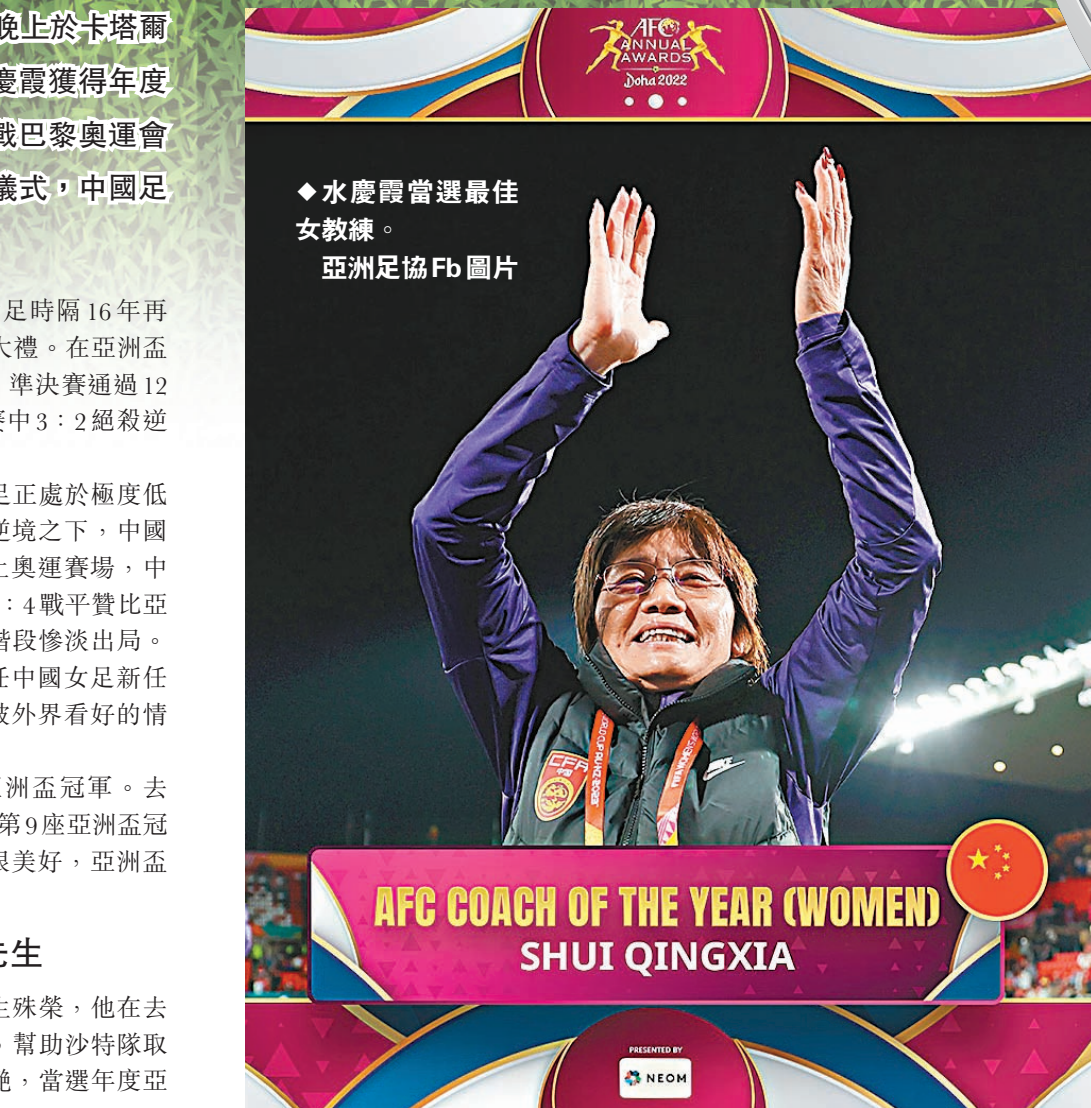 晚上於卡塔爾
慶霞獲得年度
戰巴黎奧運會
儀式，中國足
足時隔16年再
大禮。在亞洲盃
準決賽通過12
賽中3：2絕殺逆
足正處於極度低
逆境之下，中國
上奧運賽場，中
：4戰平贊比亞
階段慘淡出局。
任中國女足新任
被外界看好的情
亞洲盃冠軍。去
第9座亞洲盃冠
很美好，亞洲盃
先生
生殊榮，他在去
，幫助沙特隊取
艷，當選年度亞
AFC
ANNUAL
AWARDS
Doha 2022
◆水慶霞當選最佳
女教練。
亞洲足協Fb圖片
CFA
中国
AFC COACH OF THE YEAR (WOMEN)
SHUI QINGXIA
PRESENTED BY
NEOM